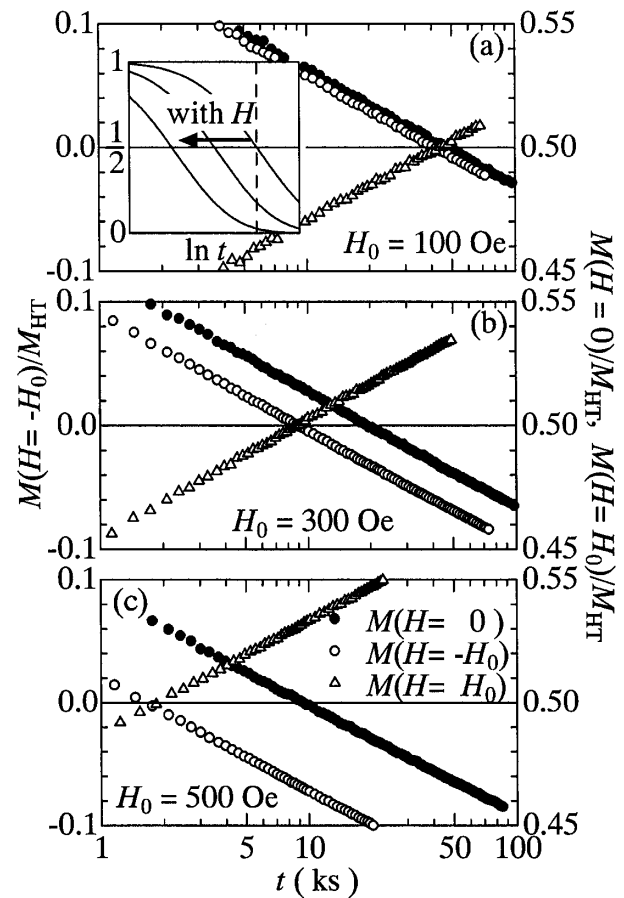 0.1
0.55
(a)
1
with H
1/2
0
ln t
0.0
0.50
H₀ = 100 Oe
-0.1
0.45
0.1
0.55
(b)
0.0
0.50
H₀ = 300 Oe
-0.1
0.45
0.1
0.55
(c)
M(H= 0 )
M(H= -H₀)
M(H= H₀)
0.0
0.50
H₀ = 500 Oe
-0.1
0.45
1
5
10
50
100
t ( ks )
M(H= -H₀)/M_HT
M(H = 0)/M_HT, M(H= H₀)/M_HT